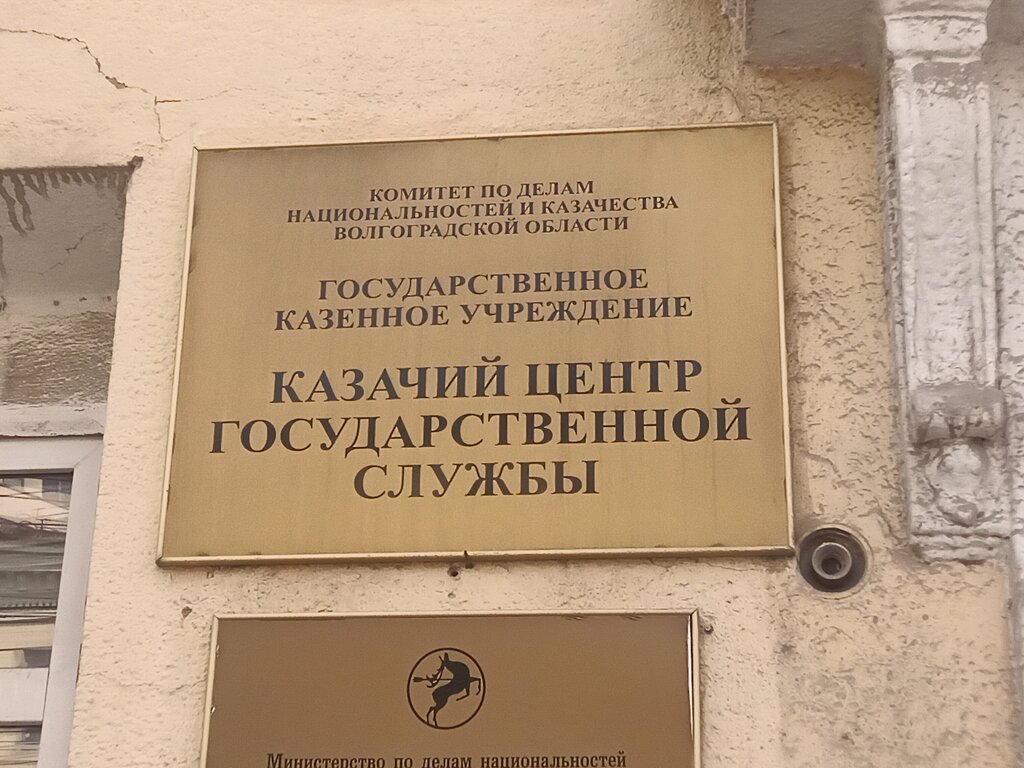 КОМИТЕТ ПО ДЕЛАМ
НАЦИОНАЛЬНОСТЕЙ И КАЗАЧЕСТВА
ВОЛГОГРАДСКОЙ ОБЛАСТИ
ГОСУДАРСТВЕННОЕ
КАЗЕННОЕ УЧРЕЖДЕНИЕ
КАЗАЧИЙ ЦЕНТР
ГОСУДАРСТВЕННОЙ
СЛУЖБЫ
Министерство по делам национальностей